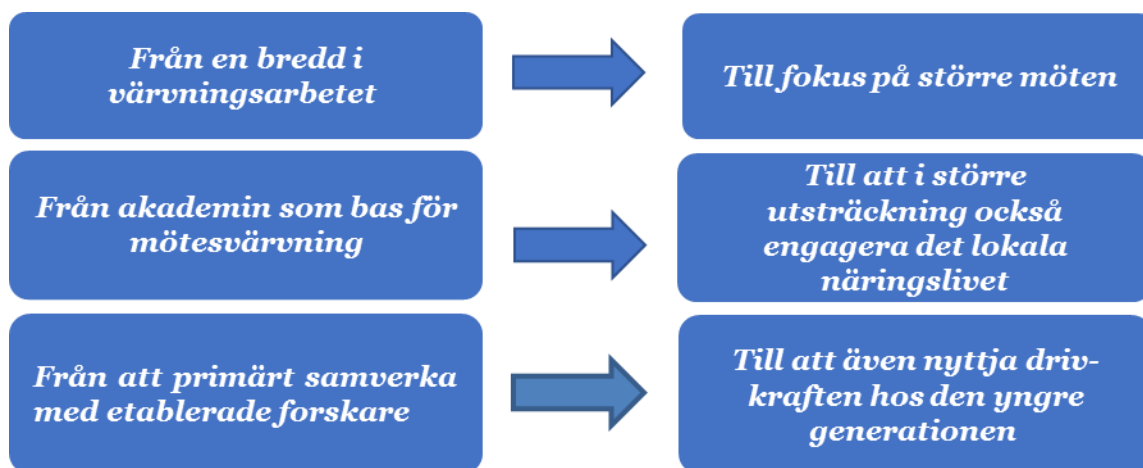 Från en bredd i
värvningsarbetet
Till fokus på större möten
Från akademin som bas för
mötesvärvning
Till att i större
utsträckning också
engagera det lokala
näringslivet
Från att primärt samverka
med etablerade forskare
Till att även nyttja driv-
kraften hos den yngre
generationen